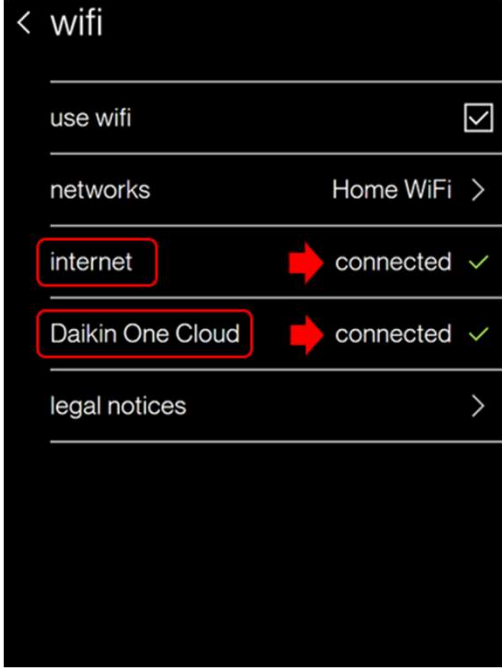 wifi
use wifi
networks Home WiFi
internet connected
Daikin One Cloud connected
legal notices